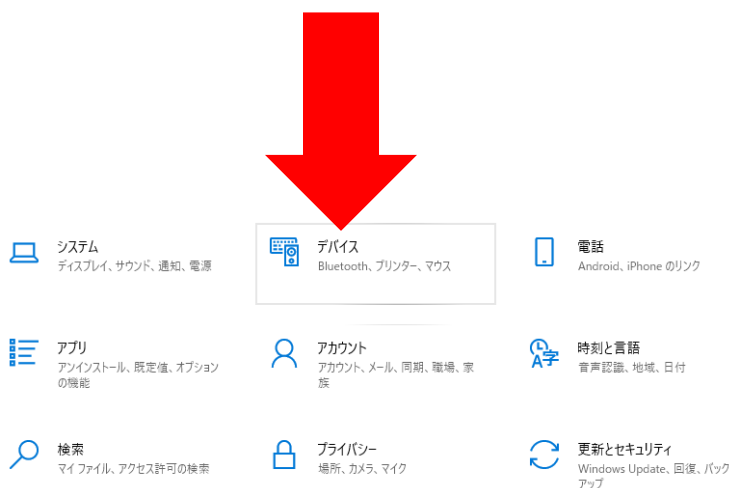 システム
ディスプレイ、サウンド、通知、電源
デバイス
Bluetooth、プリンター、マウス
電話
Android、iPhone のリンク
アプリ
アンインストール、既定値、オプション
の機能
アカウント
アカウント、メール、同期、職場、家
族
時刻と言語
音声認識、地域、日付
検索
マイ ファイル、アクセス許可の検索
プライバシー
場所、カメラ、マイク
更新とセキュリティ
Windows Update、回復、バック
アップ